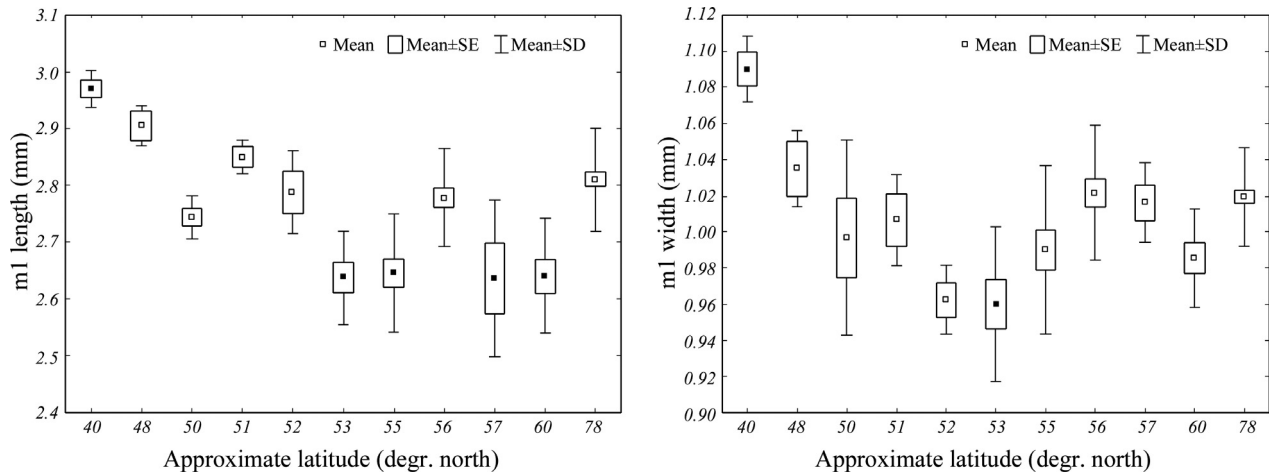 3.1
3.0
2.9
2.8
2.7
2.6
2.5
2.4
m1 length (mm)
Mean Mean±SE Mean±SD
40 48 50 51 52 53 55 56 57 60 78
Approximate latitude (degr. north)
1.12
1.10
1.08
1.06
1.04
1.02
1.00
0.98
0.96
0.94
0.92
0.90
m1 width (mm)
Mean Mean±SE Mean±SD
40 48 50 51 52 53 55 56 57 60 78
Approximate latitude (degr. north)